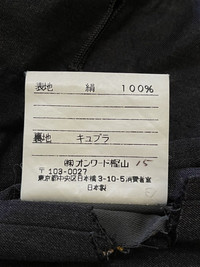 表地 絹 100%
裏地 キュプラ
㈱オンワード樫山 15
〒103-0027
東京都中央区日本橋3-10-5消費者室
日本製